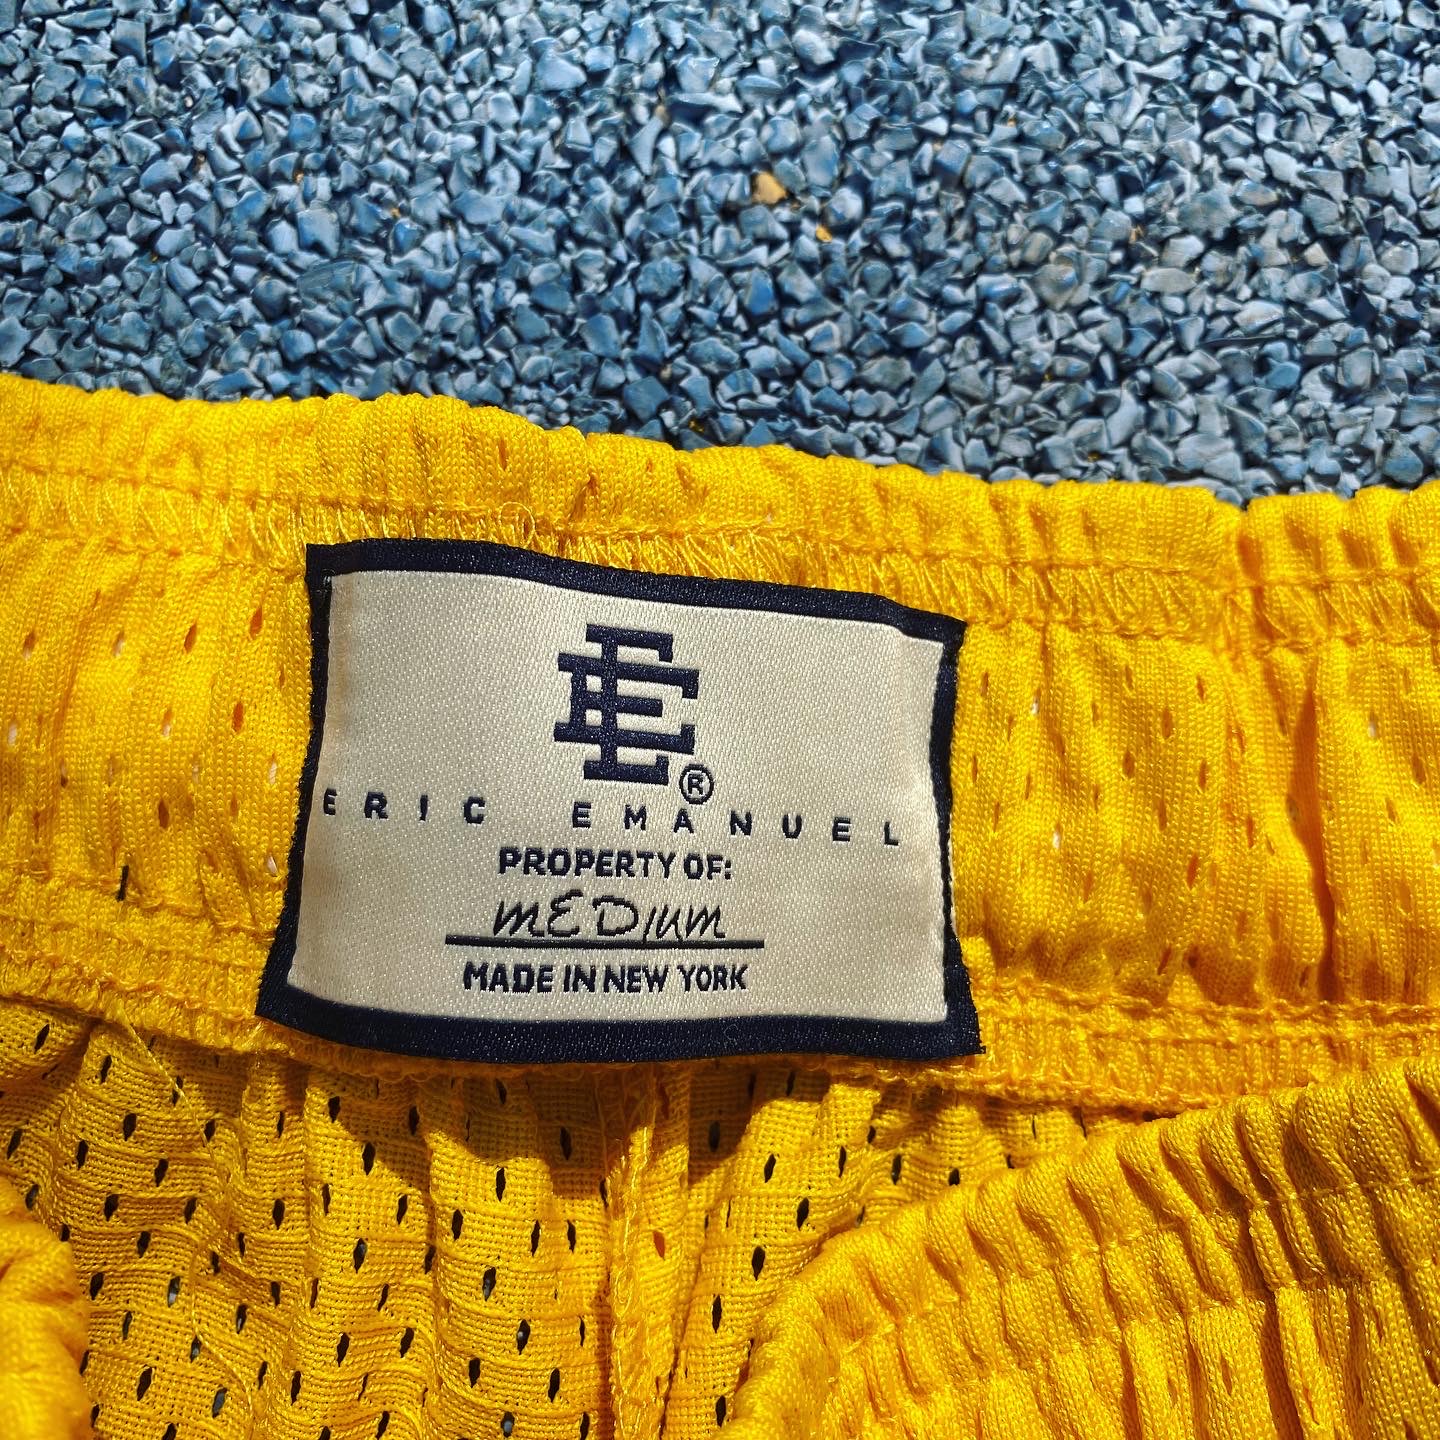 EE®
ERIC EMANUEL
PROPERTY OF:
mEDIum
MADE IN NEW YORK